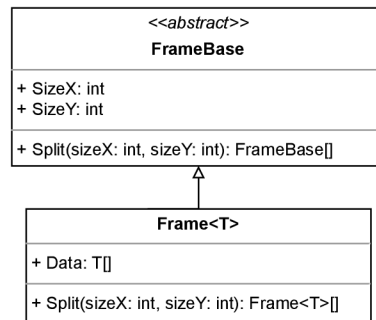 <<abstract>>
FrameBase
+ SizeX: int
+ SizeY: int
+ Split(sizeX: int, sizeY: int): FrameBase[]
Frame<T>
+ Data: T[]
+ Split(sizeX: int, sizeY: int): Frame<T>[]